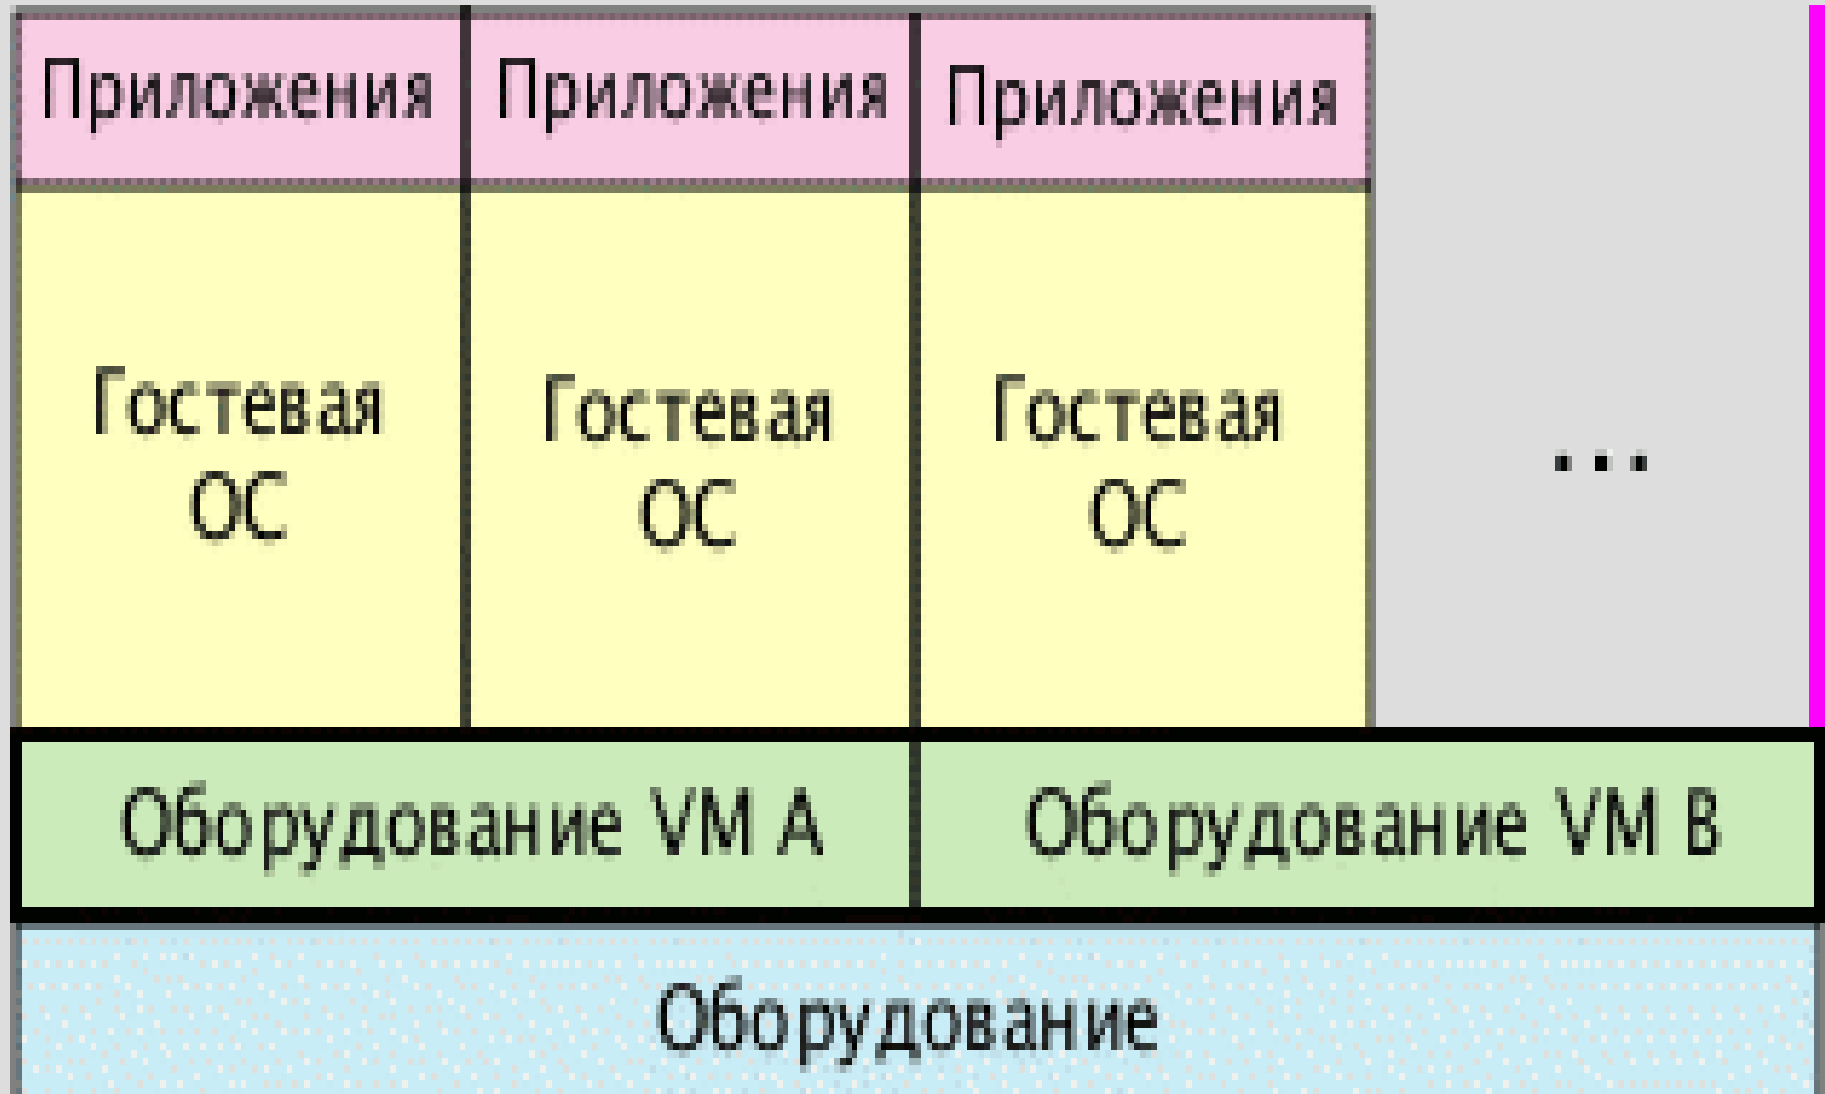 Приложения Приложения Приложения
Гостевая Гостевая Гостевая
ОС ОС ОС
...
Оборудование VM A Оборудование VM B
Оборудование